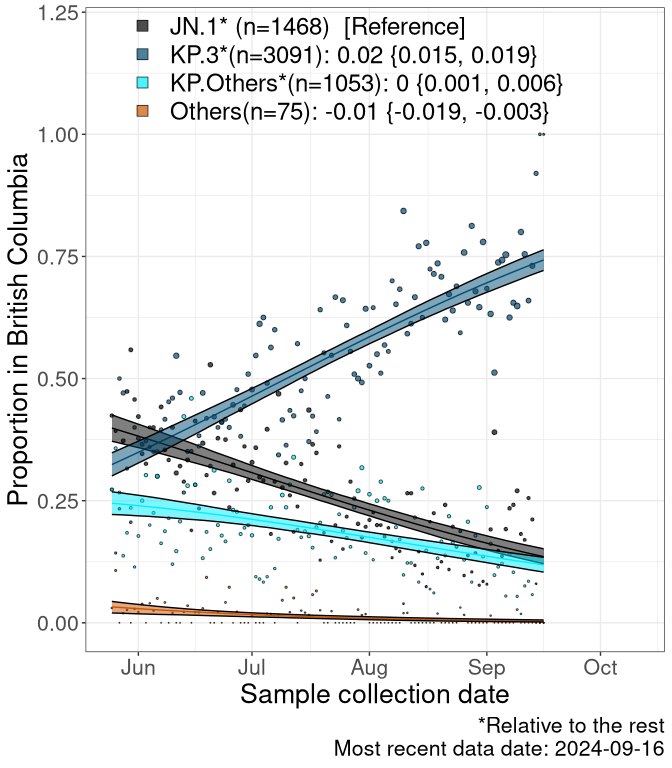 JN.1* (n=1468)  [Reference]
KP.3*(n=3091): 0.02 {0.015, 0.019}
KP.Others*(n=1053): 0 {0.001, 0.006}
Others(n=75): -0.01 {-0.019, -0.003}
1.25
1.00
0.75
0.50
0.25
0.00
Proportion in British Columbia
Jun Jul Aug Sep Oct
Sample collection date
*Relative to the rest
Most recent data date: 2024-09-16